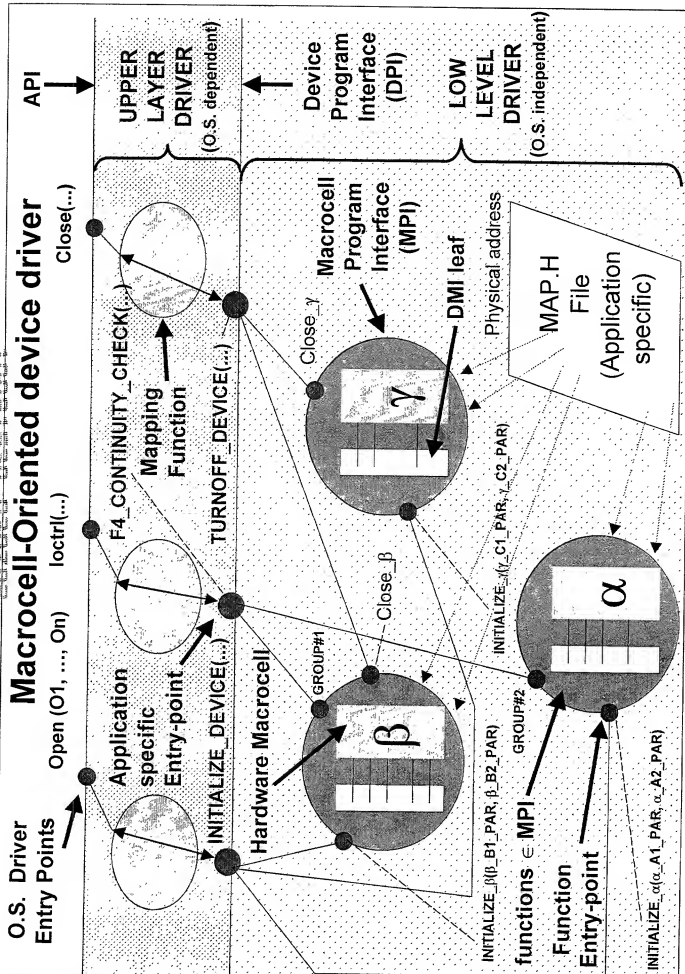 Macrocell-Oriented device driver
O.S. Driver
Entry Points
Open (O1, ..., On)
Ioctrl(...)
Close(...)
API
UPPER
LAYER
DRIVER
(O.S. dependent)
Application
specific
Entry-point
F4_CONTINUITY_CHECK(...)
Mapping
Function
INITIALIZE_DEVICE(...)
TURNOFF_DEVICE(...)
Device
Program
Interface
(DPI)
LOW
LEVEL
DRIVER
(O.S. independent)
Hardware Macrocell
GROUP#1
Close_β
Close_γ
Macrocell
Program
Interface
(MPI)
β
γ
DMI leaf
INITIALIZE_β(β_B1_PAR, β_B2_PAR)
INITIALIZE_γ(γ_C1_PAR, γ_C2_PAR)
Physical address
MAP.H
File
(Application
specific)
functions ∈ MPI
GROUP#2
α
Function
Entry-point
INITIALIZE_α(α_A1_PAR, α_A2_PAR)